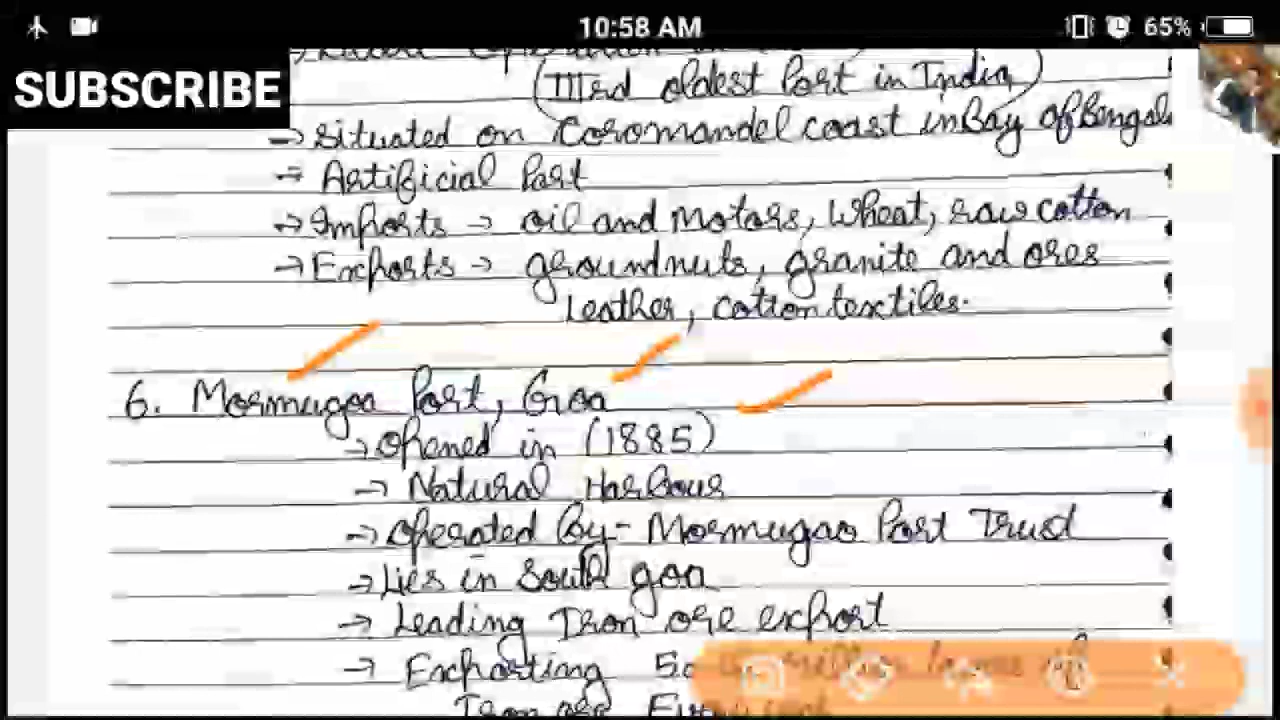 10:58 AM
65%
SUBSCRIBE
(IIIrd oldest Port in India)
→ Situated on Coromandel coast in Bay of Bengal
→ Artificial Port
→ Imports → oil and Motors, Wheat, raw cotton
→ Exports → groundnuts, granite and ores
Leather, cotton textiles.
6. Mormugao Port, Goa
→ opened in (1885)
→ Natural Harbour
→ operated by - Mormugao Port Trust
→ Lies in South goa
→ Leading Iron ore export
→ Exporting
Iron ore